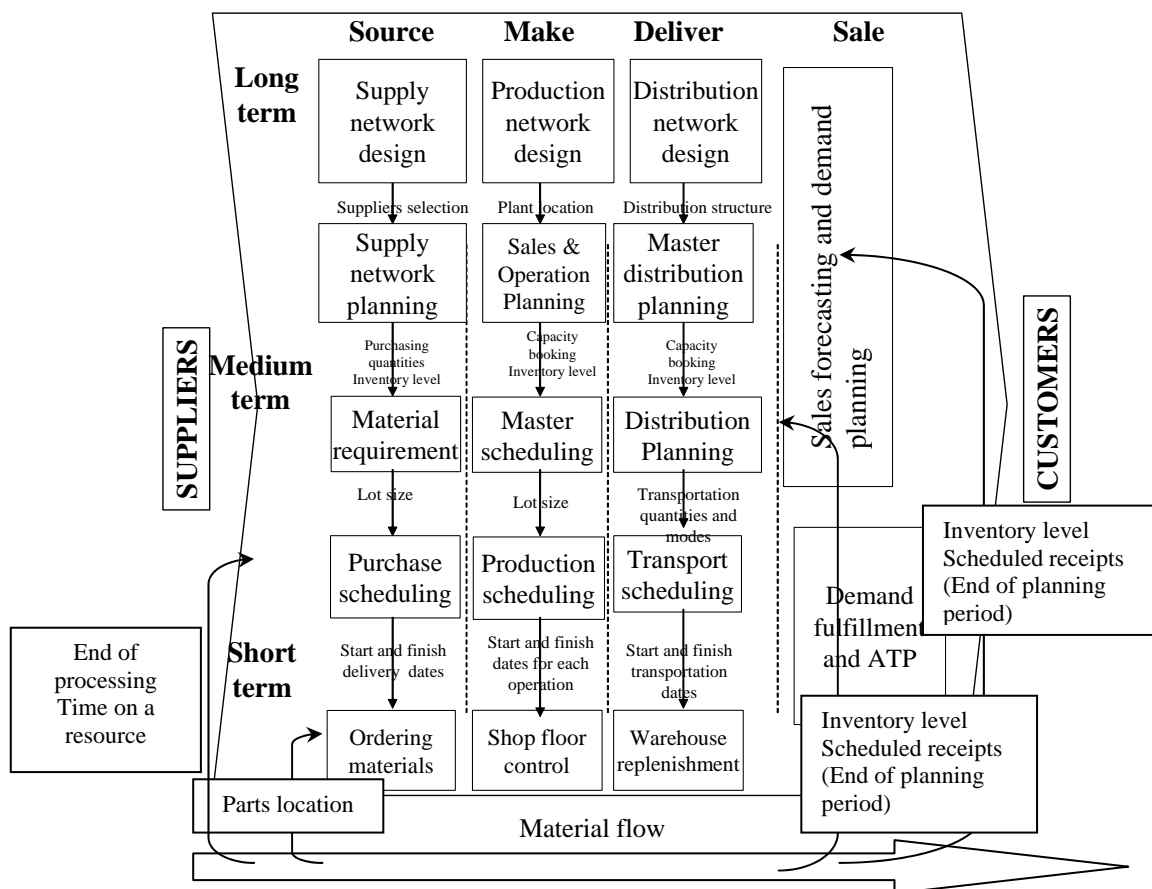 Source
Make
Deliver
Sale
Long
term
Supply
network
design
Production
network
design
Distribution
network
design
Suppliers selection
Plant location
Distribution structure
Supply
network
planning
Sales &
Operation
Planning
Master
distribution
planning
Sales forecasting and demand
planning
Purchasing
quantities
Inventory level
Capacity
booking
Inventory level
Capacity
booking
Inventory level
SUPPLIERS
Medium
term
CUSTOMERS
Material
requirement
Master
scheduling
Distribution
Planning
Lot size
Lot size
Transportation
quantities and
modes
Purchase
scheduling
Production
scheduling
Transport
scheduling
Demand
fulfillment
and ATP
Inventory level
Scheduled receipts
(End of planning
period)
End of
processing
Time on a
resource
Short
term
Start and finish
delivery dates
Start and finish
dates for each
operation
Start and finish
transportation
dates
Ordering
materials
Shop floor
control
Warehouse
replenishment
Inventory level
Scheduled receipts
(End of planning
period)
Parts location
Material flow